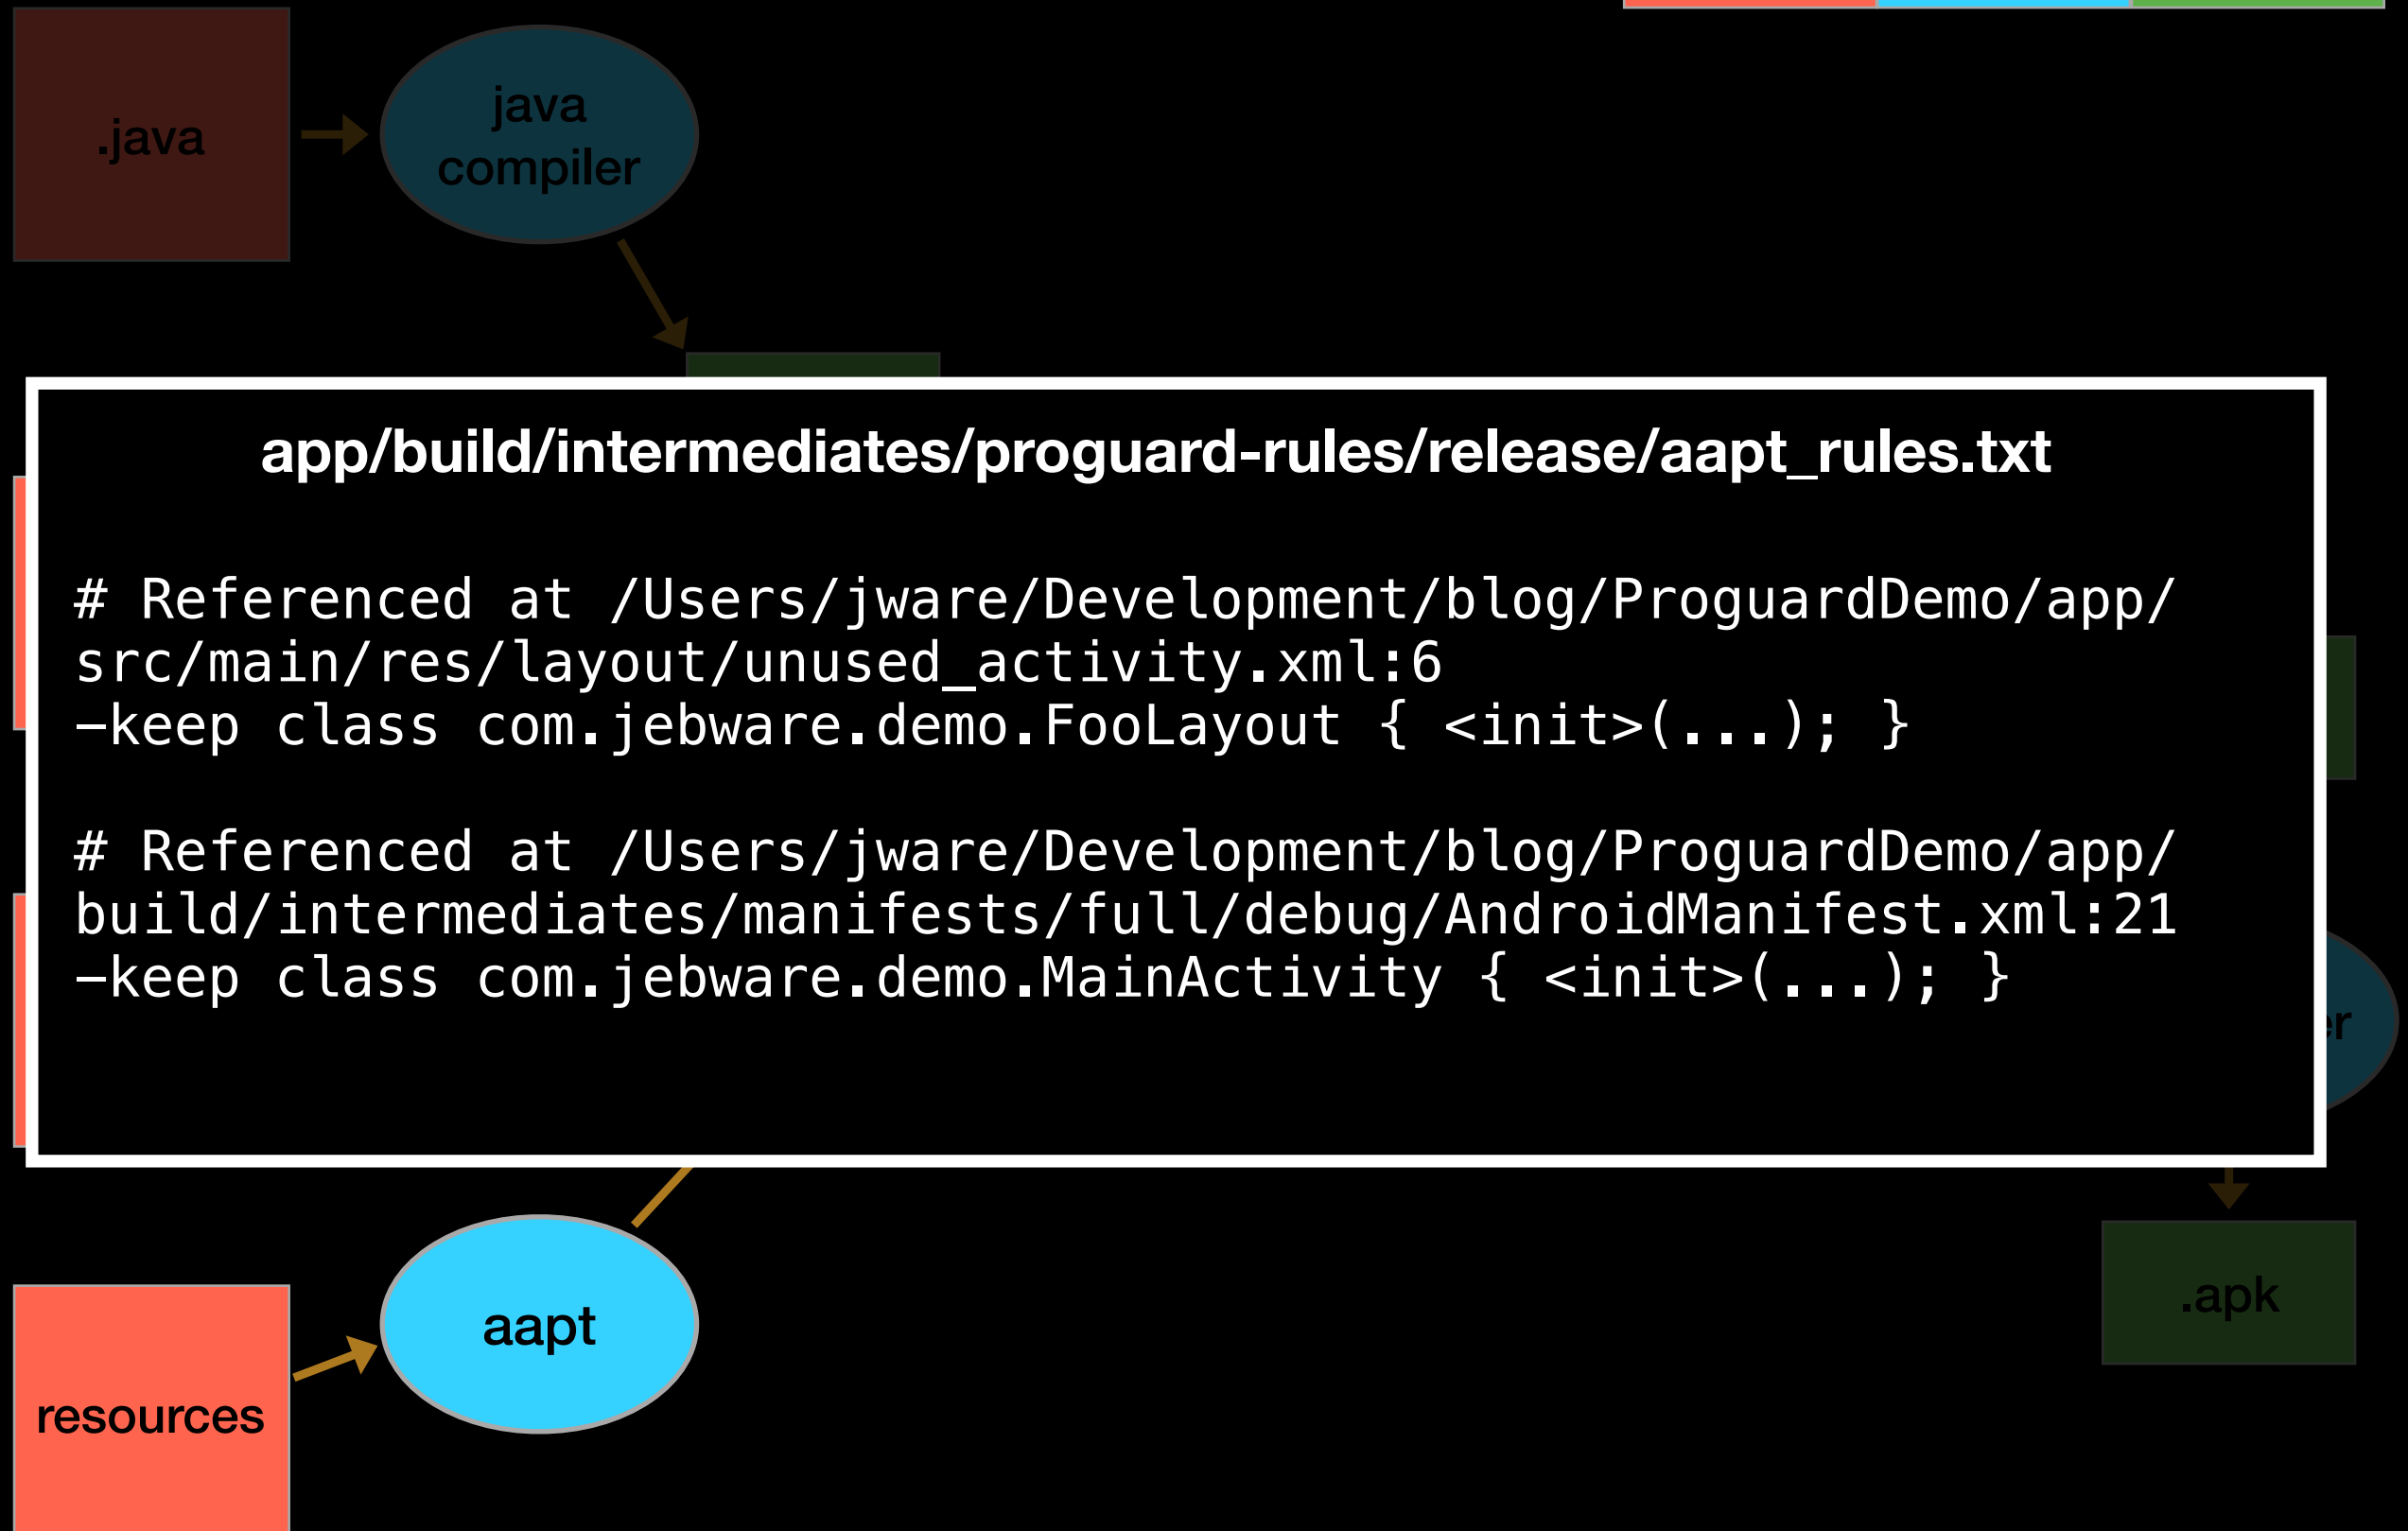 .java
java
compiler
app/build/intermediates/proguard-rules/release/aapt_rules.txt
# Referenced at /Users/jware/Development/blog/ProguardDemo/app/
src/main/res/layout/unused_activity.xml:6
-keep class com.jebware.demo.FooLayout { <init>(...); }
# Referenced at /Users/jware/Development/blog/ProguardDemo/app/
build/intermediates/manifests/full/debug/AndroidManifest.xml:21
-keep class com.jebware.demo.MainActivity { <init>(...); }
aapt
.apk
resources